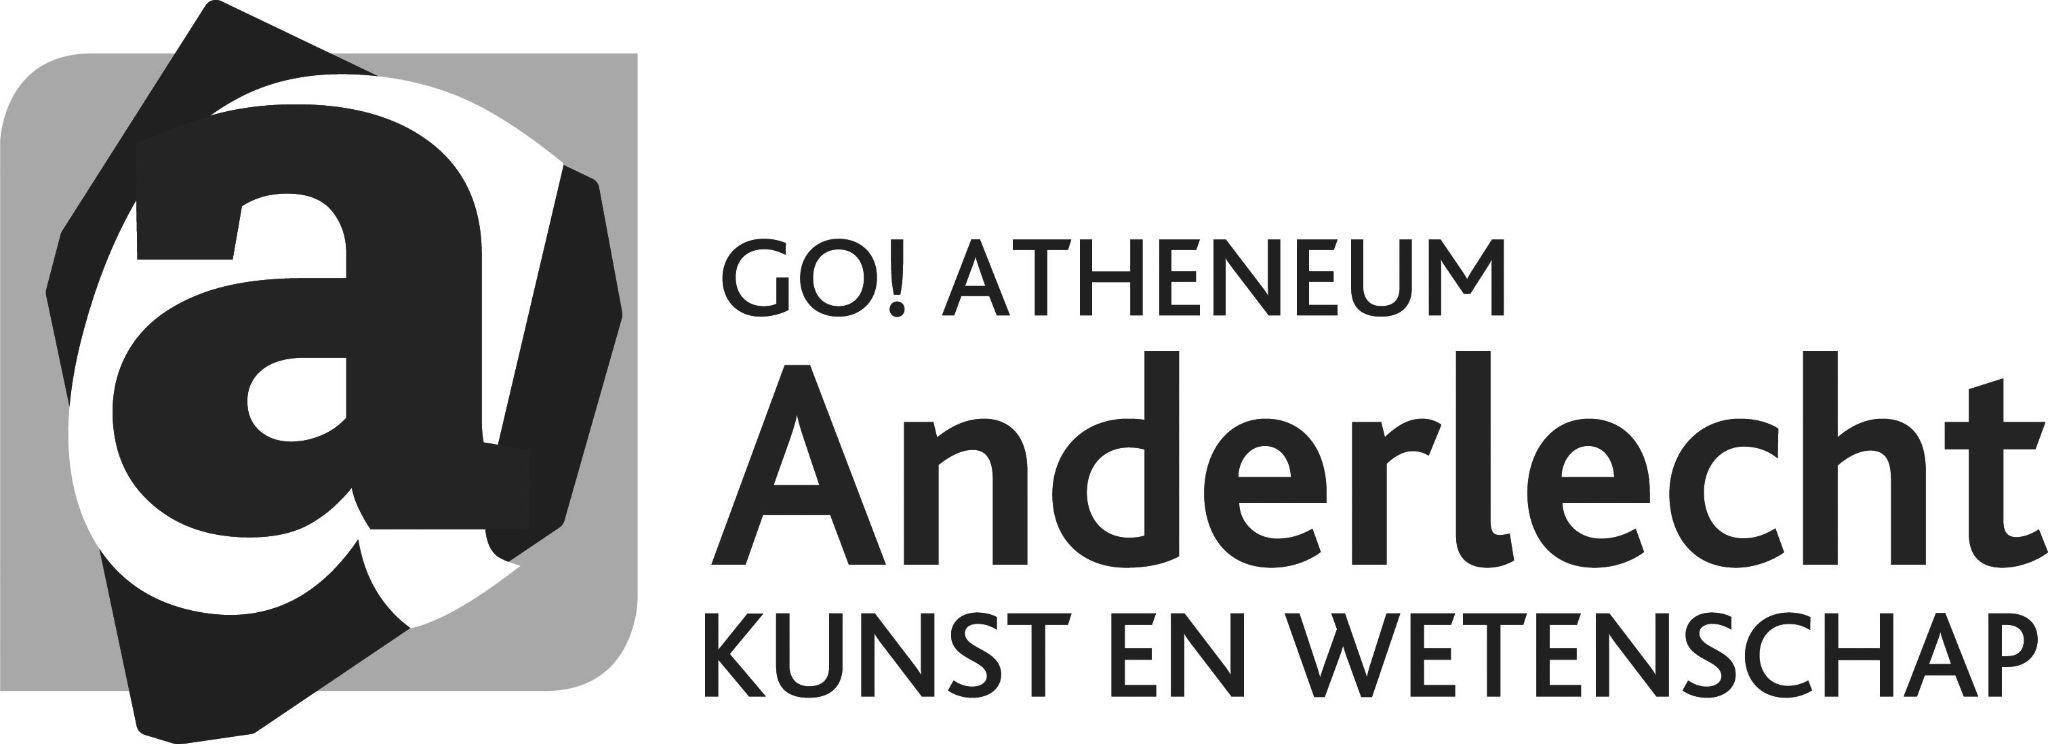 a
GO! ATHENEUM
Anderlecht
KUNST EN WETENSCHAP